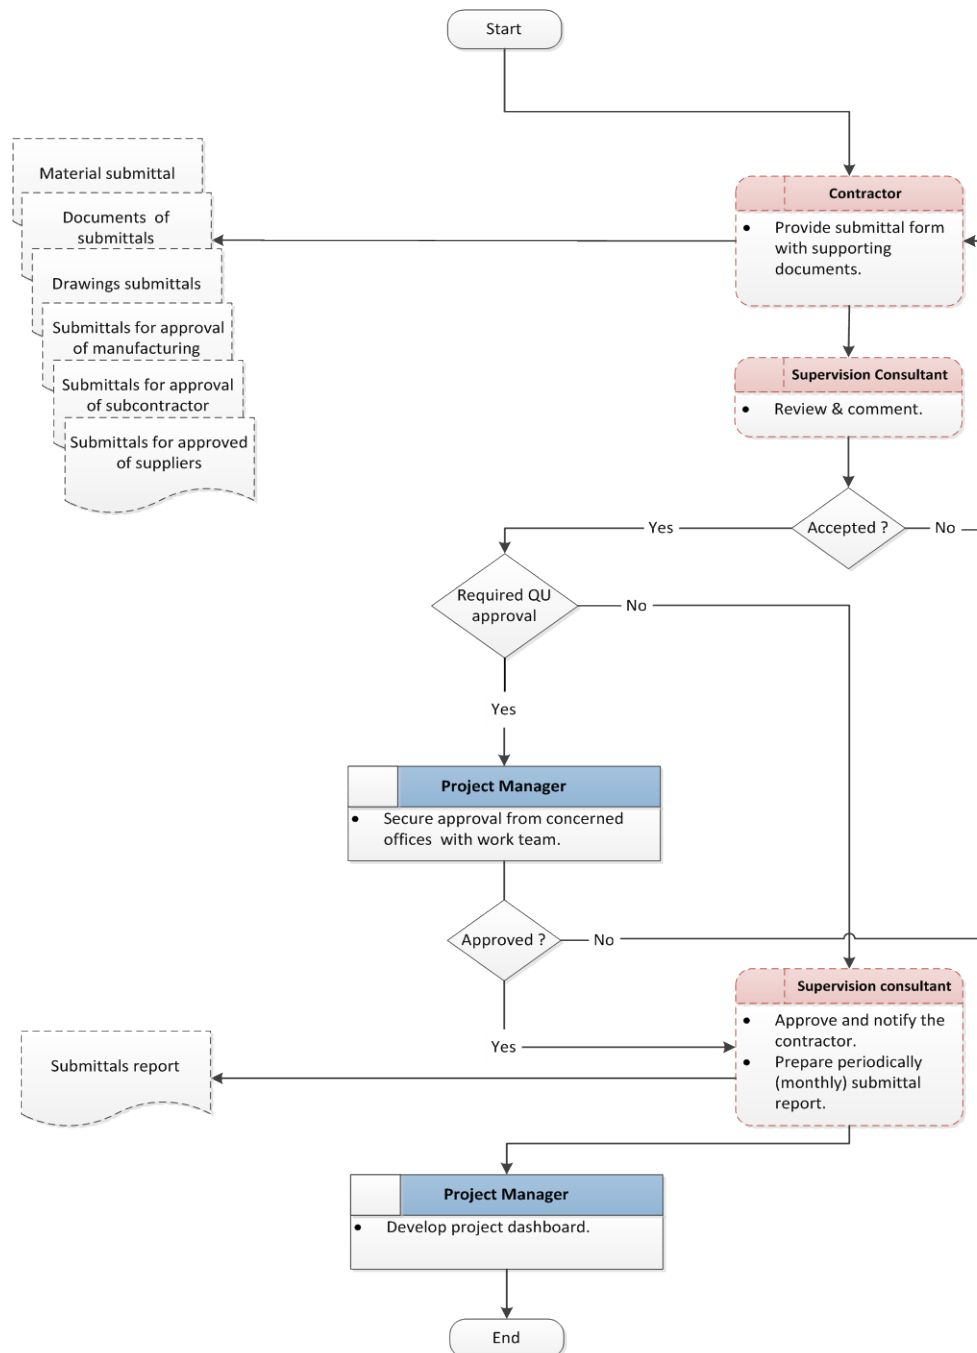 Start
Material submittal
Documents of
submittals
Drawings submittals
Submittals for approval
of manufacturing
Submittals for approval
of subcontractor
Submittals for approved
of suppliers
Contractor
• Provide submittal form
with supporting
documents.
Supervision Consultant
• Review & comment.
Accepted ?
Yes
No
Required QU
approval
No
Yes
Project Manager
• Secure approval from concerned
offices with work team.
Approved ?
No
Yes
Supervision consultant
• Approve and notify the
contractor.
• Prepare periodically
(monthly) submittal
report.
Submittals report
Project Manager
• Develop project dashboard.
End